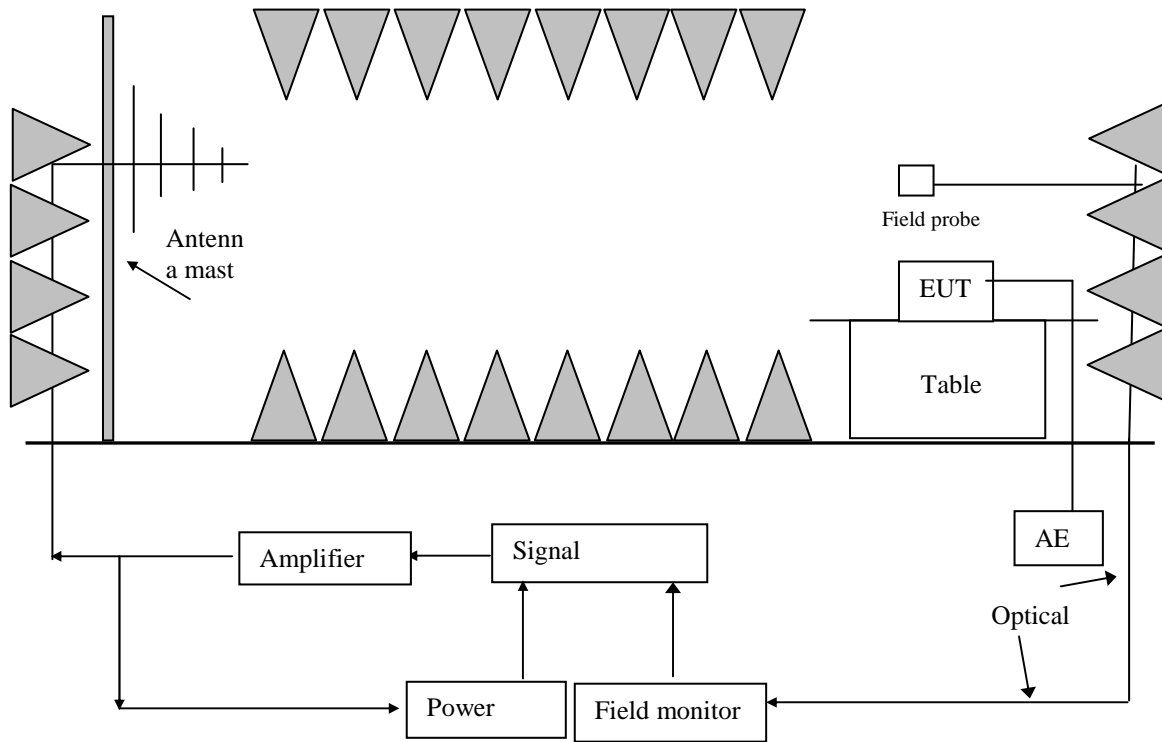 Antenn
a mast
Field probe
EUT
Table
Amplifier
Signal
AE
Optical
Power
Field monitor